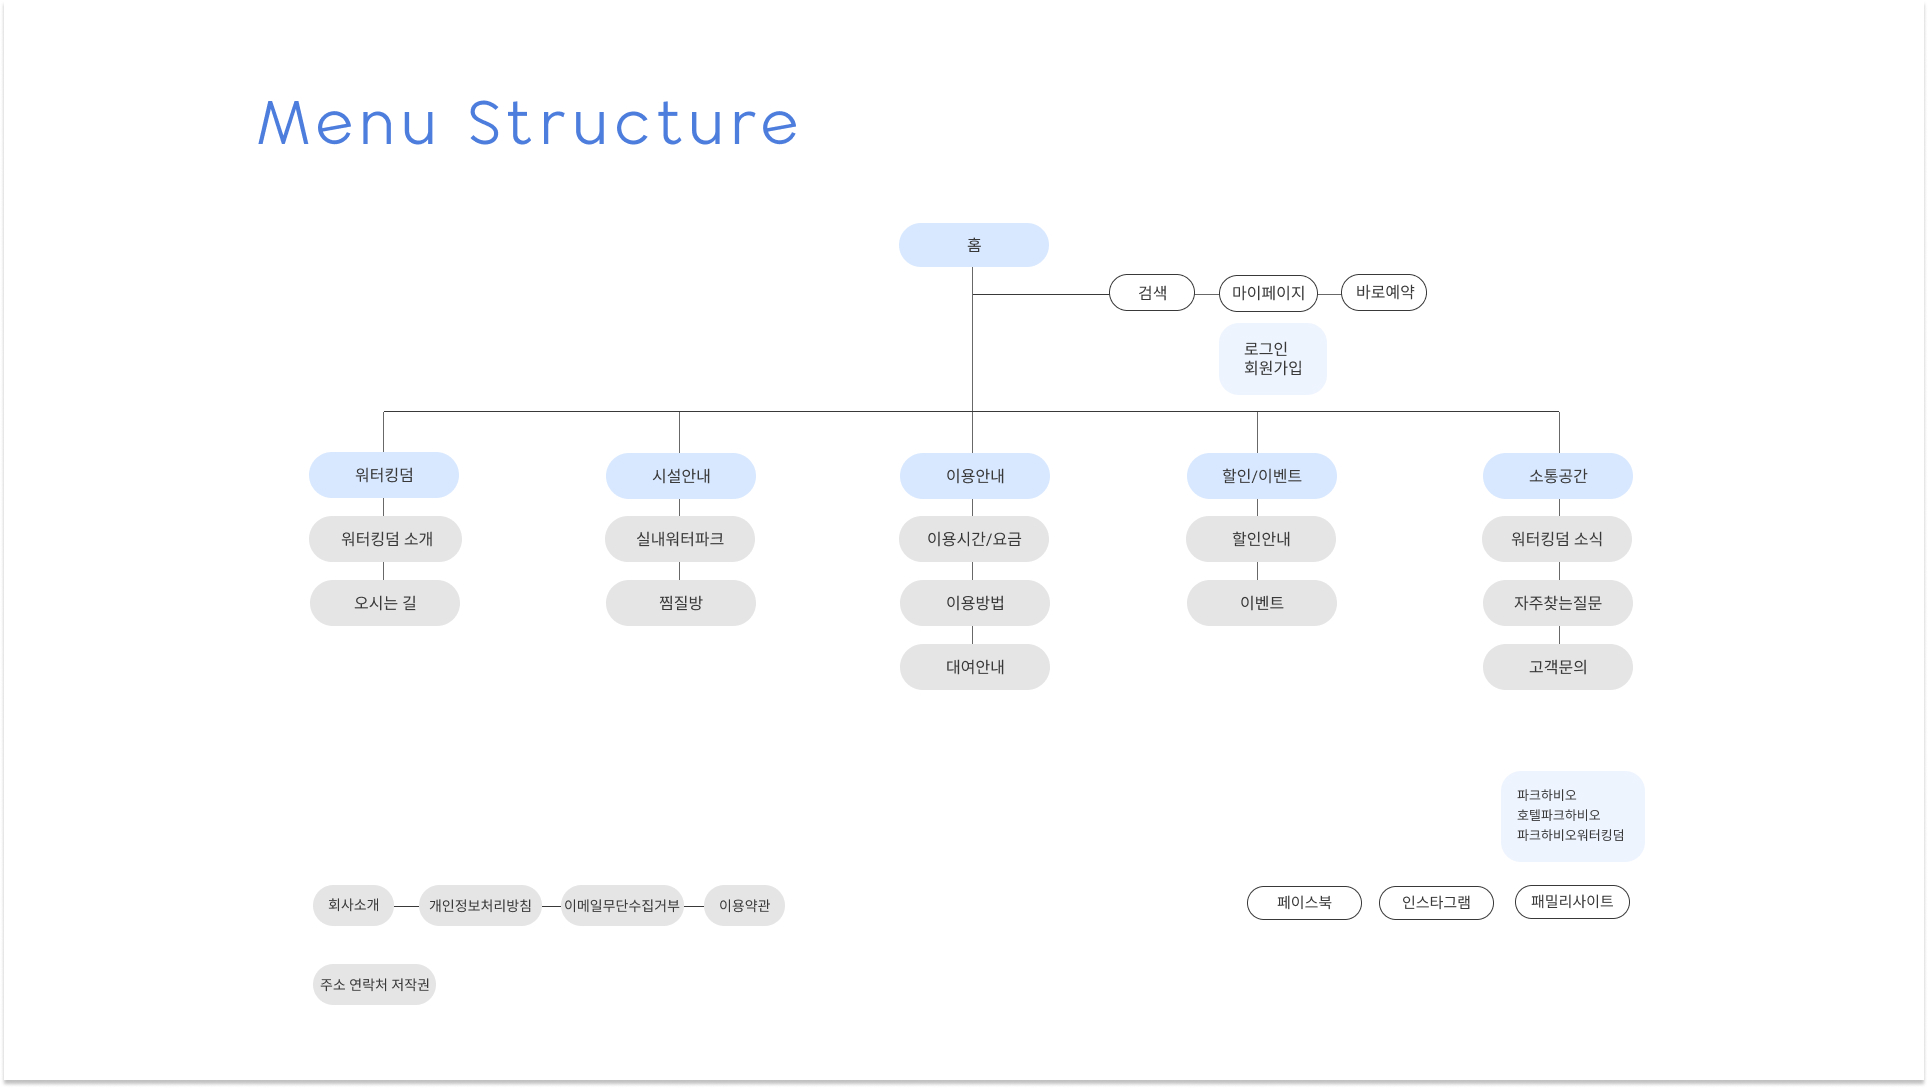 Menu Structure
홈
검색
마이페이지
바로예약
로그인
회원가입
워터킹덤
시설안내
이용안내
할인/이벤트
소통공간
워터킹덤 소개
실내워터파크
이용시간/요금
할인안내
워터킹덤 소식
오시는 길
찜질방
이용방법
이벤트
자주찾는질문
대여안내
고객문의
파크하비오
호텔파크하비오
파크하비오워터킹덤
회사소개
개인정보처리방침
이메일무단수집거부
이용약관
페이스북
인스타그램
패밀리사이트
주소 연락처 저작권